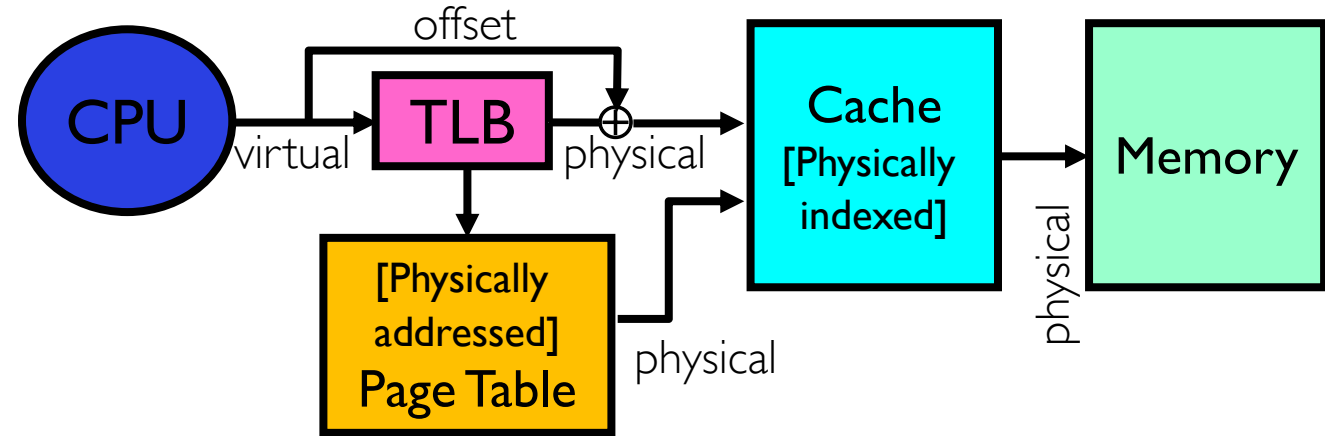 offset
CPU
virtual
TLB
physical
Cache
[Physically
indexed]
physical
Memory
[Physically
addressed]
Page Table
physical